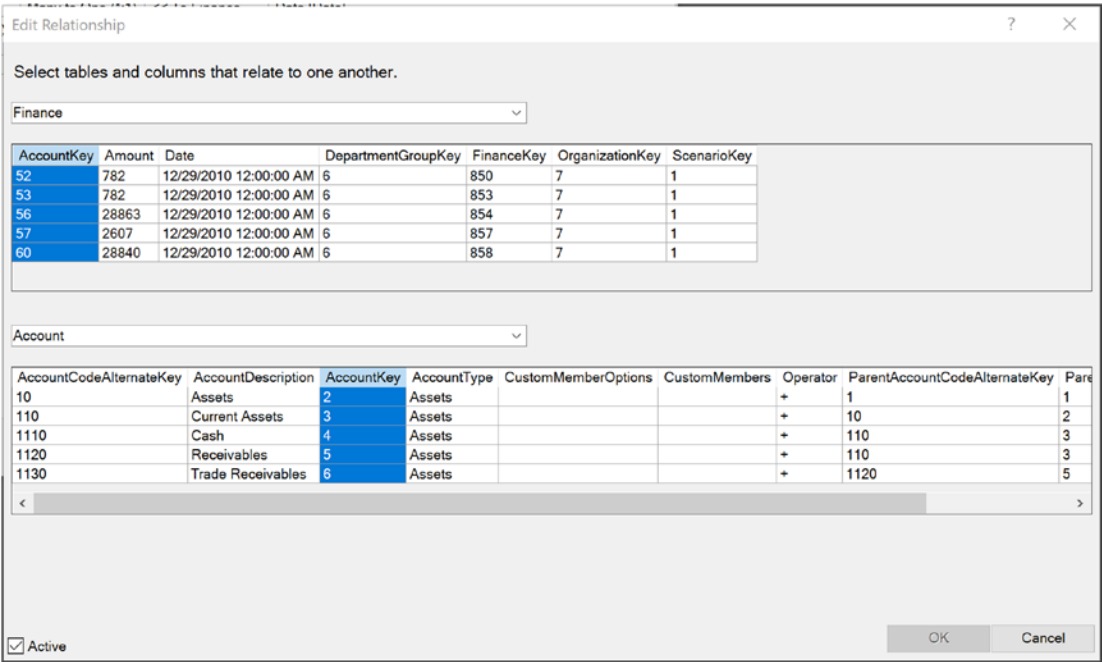 Edit Relationship ?
Select tables and columns that relate to one another.
Finance
AccountKey Amount Date DepartmentGroupKey FinanceKey OrganizationKey ScenarioKey
52 782 12/29/2010 12:00:00 AM 6 850 7 1
53 782 12/29/2010 12:00:00 AM 6 853 7 1
56 28863 12/29/2010 12:00:00 AM 6 854 7 1
57 2607 12/29/2010 12:00:00 AM 6 857 7 1
60 28840 12/29/2010 12:00:00 AM 6 858 7 1
Account
AccountCodeAlternateKey AccountDescription AccountKey AccountType CustomMemberOptions CustomMembers Operator ParentAccountCodeAlternateKey Pare
10 Assets 2 Assets + 1 1
110 Current Assets 3 Assets + 10 2
1110 Cash 4 Assets + 110 3
1120 Receivables 5 Assets + 110 3
1130 Trade Receivables 6 Assets + 1120 5
Active OK Cancel